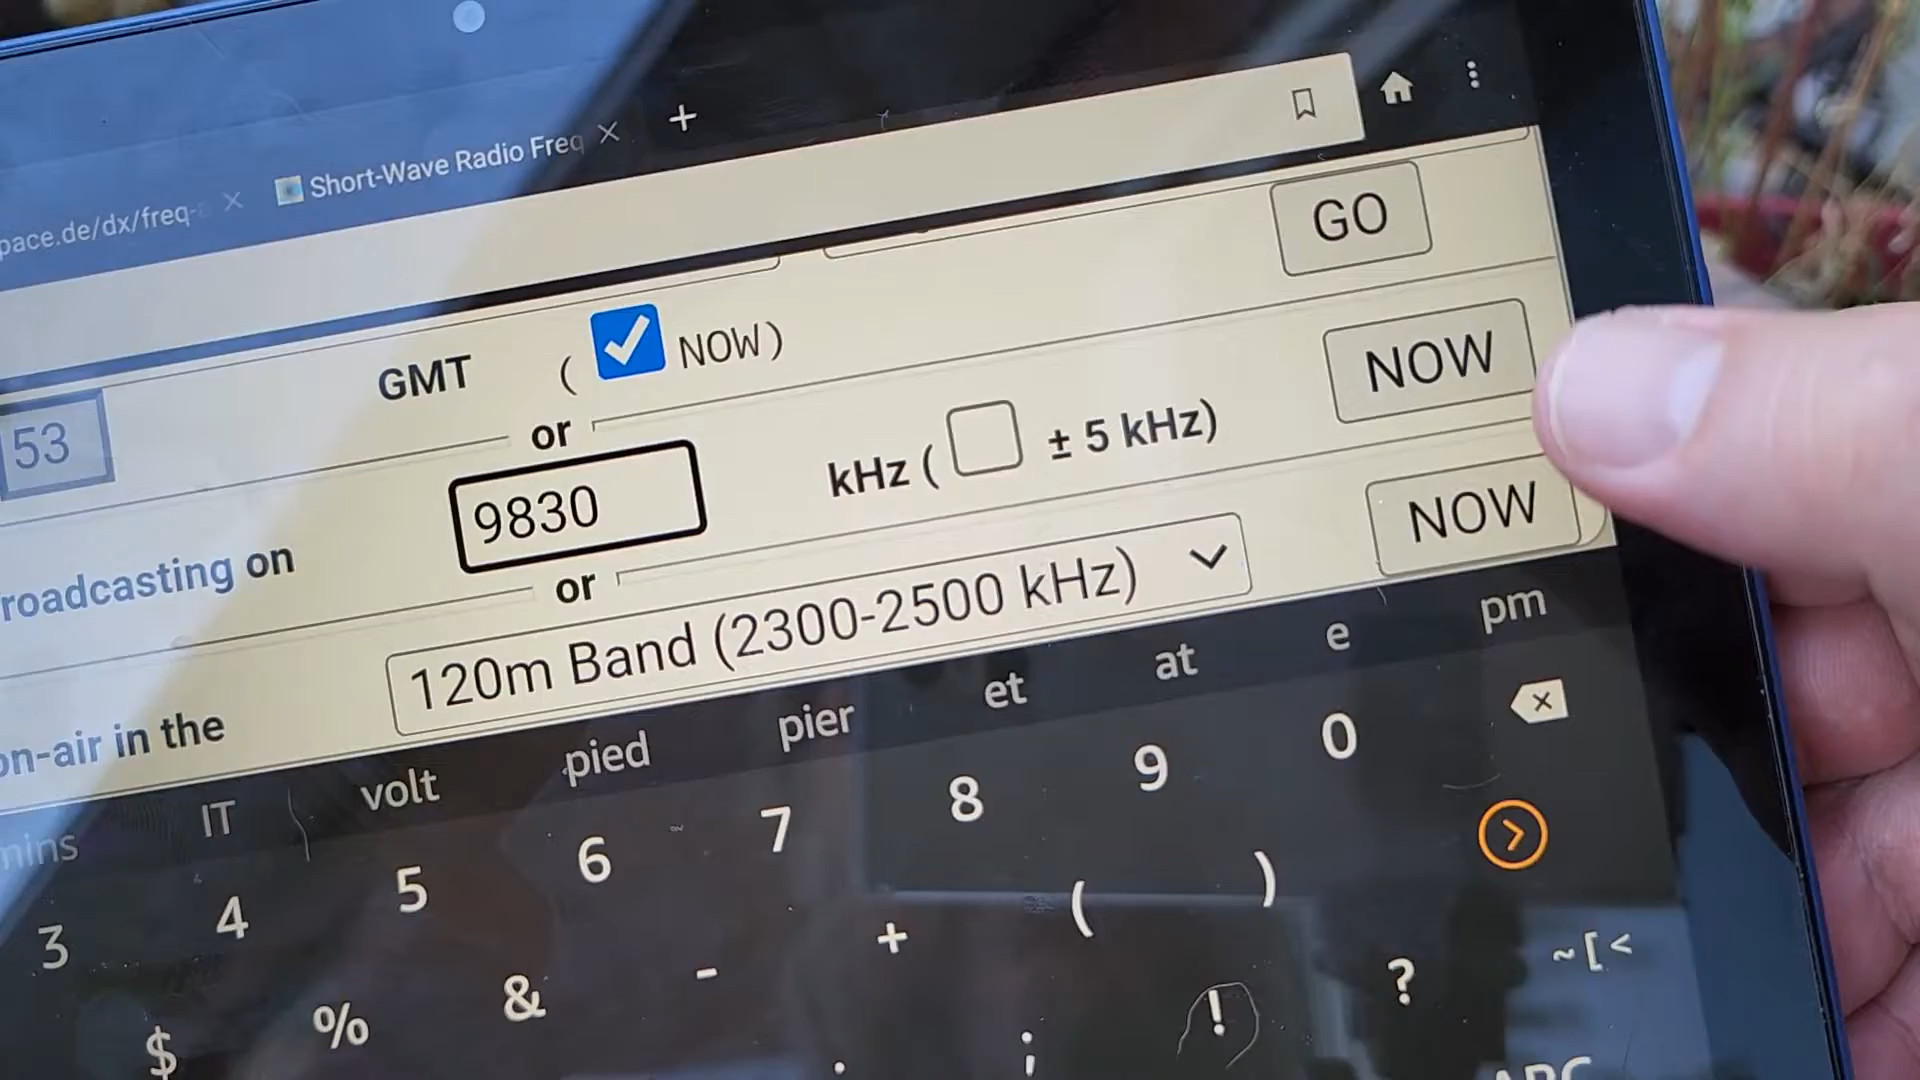 pace.de/dx/freq- × Short-Wave Radio Freq × +
GO
53 GMT ( NOW)
or
roadcasting on 9830 kHz ( ± 5 kHz) NOW
or
on-air in the 120m Band (2300-2500 kHz) NOW
mins IT volt pied pier et at e pm
3 4 5 6 7 8 9 0
$ % & - + ( ) ~[<
. ; ! ?
ABC